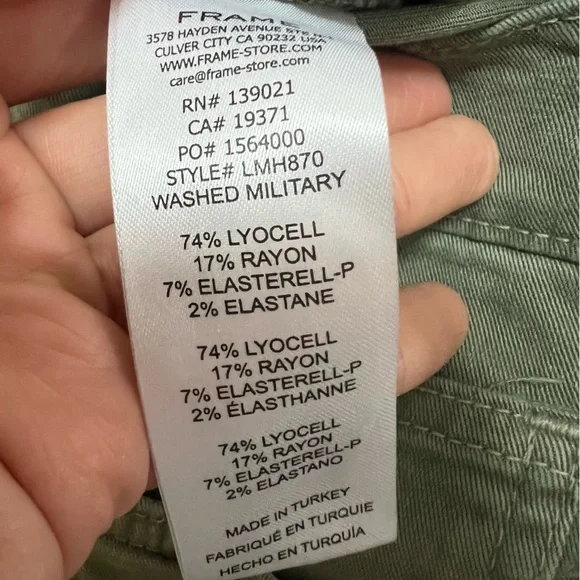 FRAME
3578 HAYDEN AVENUE STE
CULVER CITY CA 90232 USA
WWW.FRAME-STORE.COM
care@frame-store.com
RN# 139021
CA# 19371
PO# 1564000
STYLE# LMH870
WASHED MILITARY
74% LYOCELL
17% RAYON
7% ELASTERELL-P
2% ELASTANE
74% LYOCELL
17% RAYON
7% ELASTERELL-P
2% ÉLASTHANNE
74% LYOCELL
17% RAYON
7% ELASTERELL-P
2% ELASTANO
MADE IN TURKEY
FABRIQUÉ EN TURQUIE
HECHO EN TURQUÍA